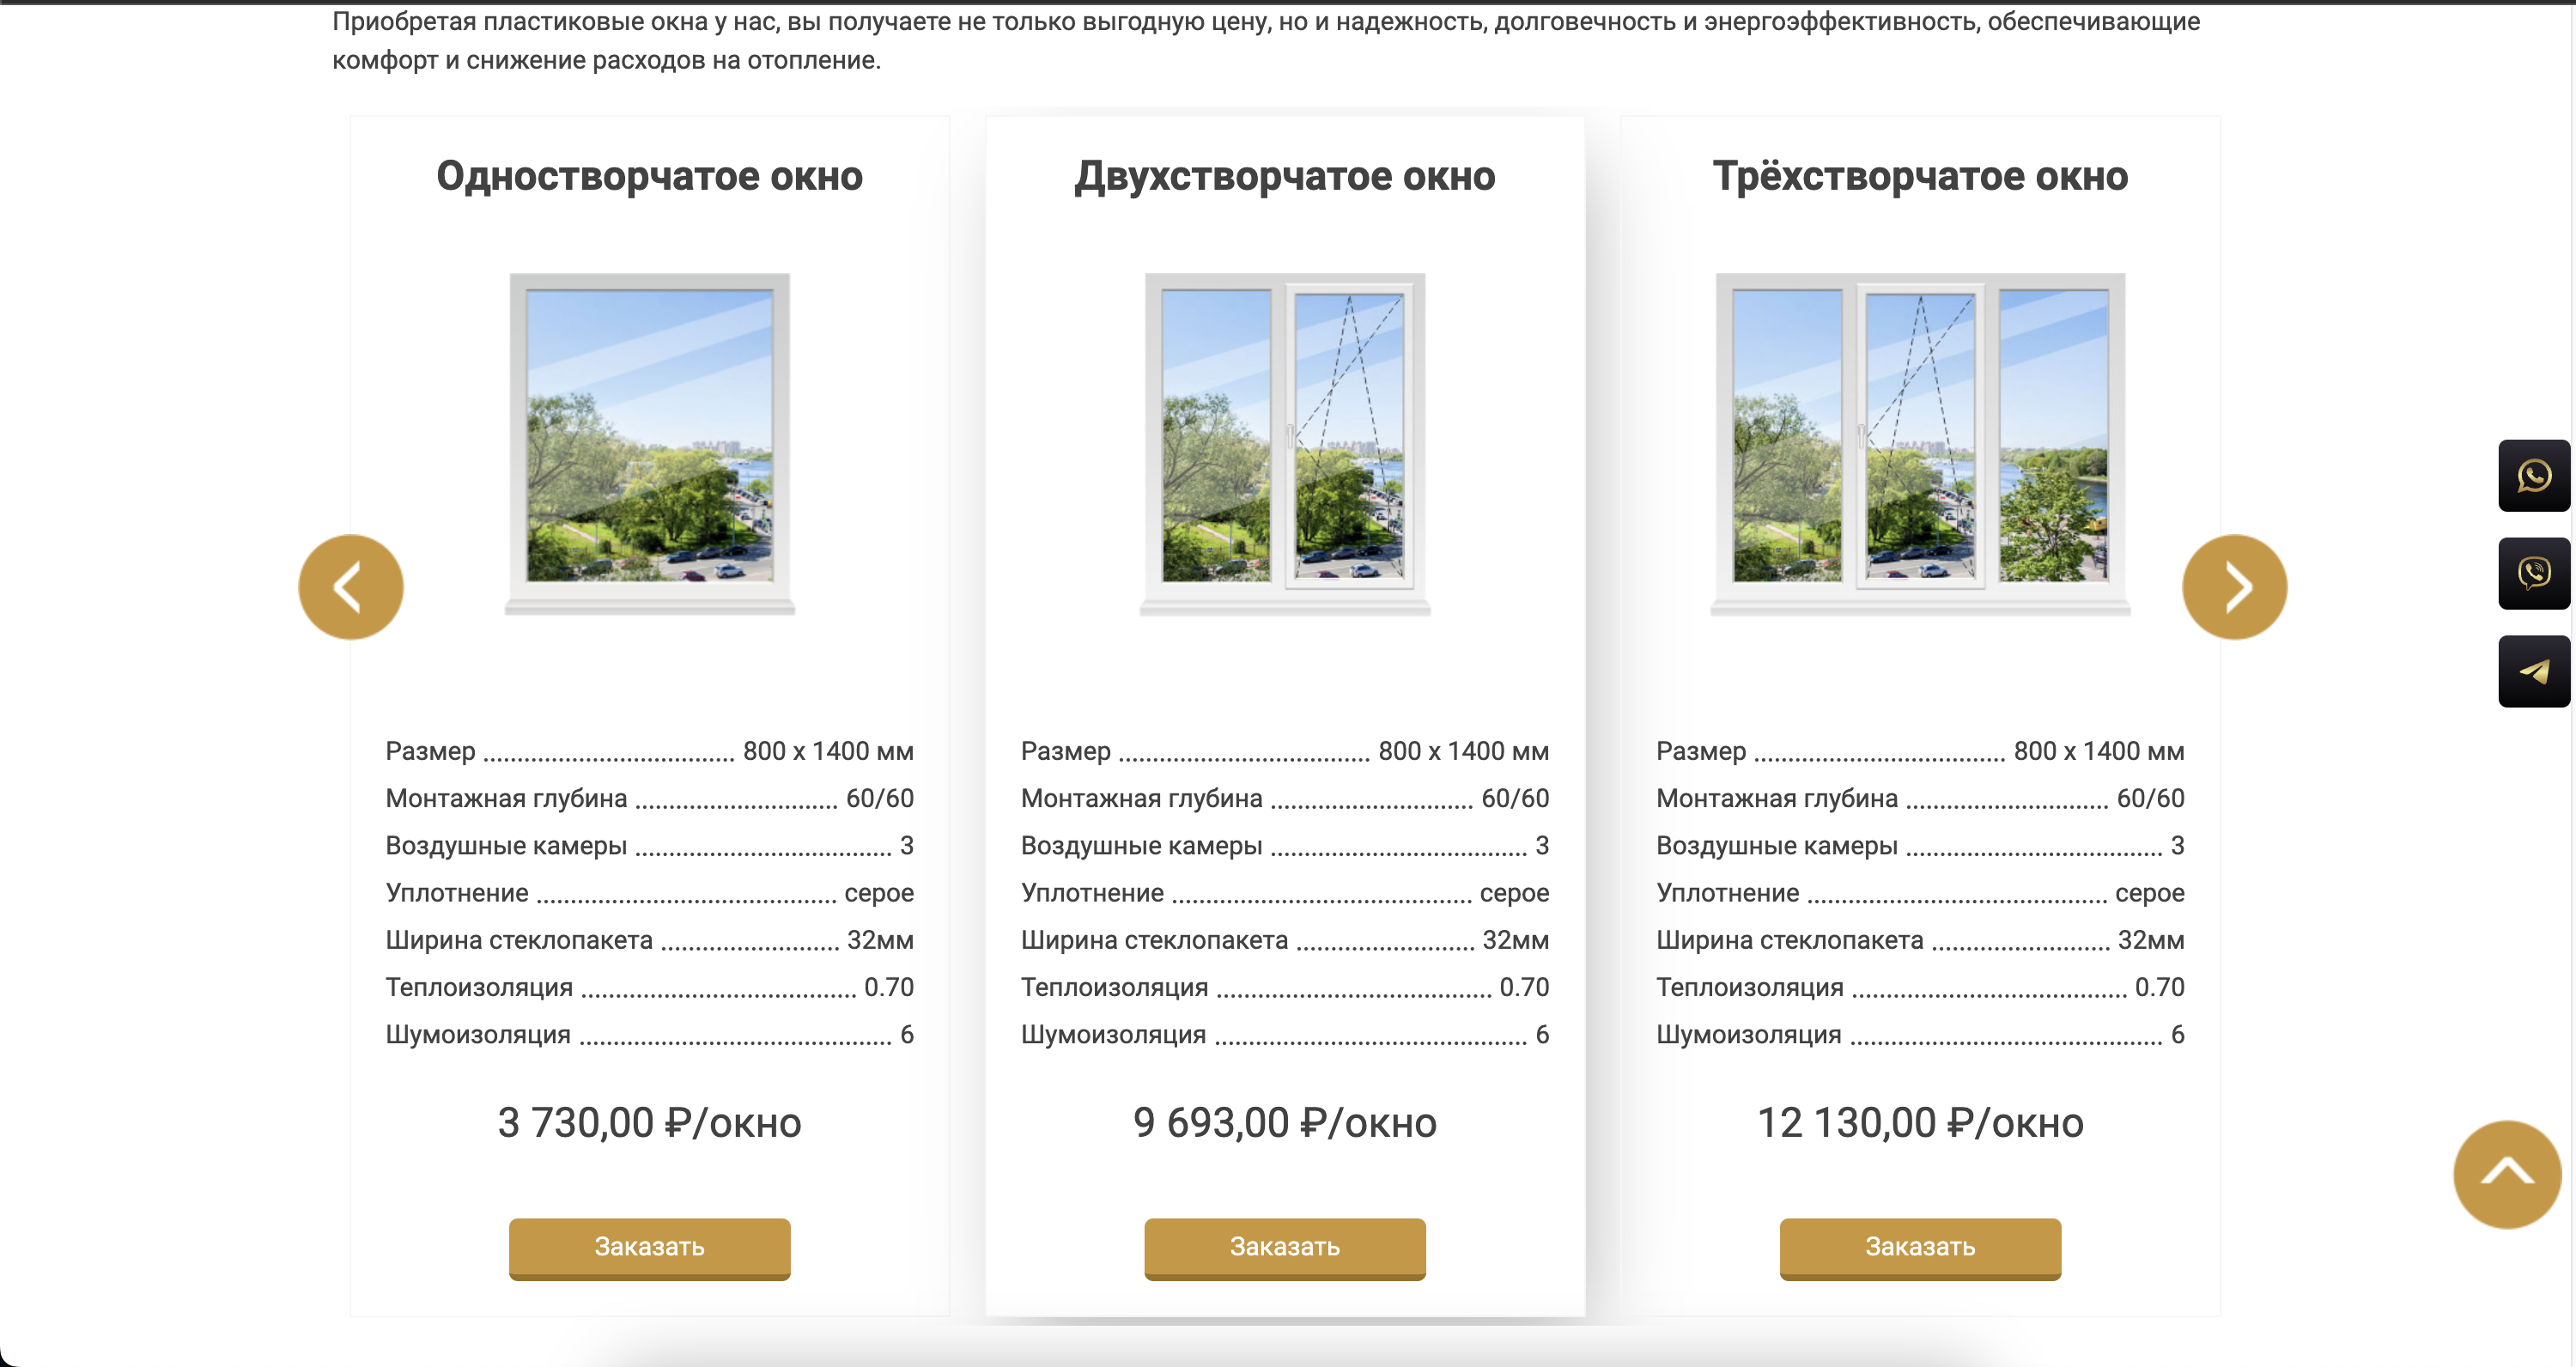 Приобретая пластиковые окна у нас, вы получаете не только выгодную цену, но и надежность, долговечность и энергоэффективность, обеспечивающие
комфорт и снижение расходов на отопление.
Одностворчатое окно
Размер 800 x 1400 мм
Монтажная глубина 60/60
Воздушные камеры 3
Уплотнение серое
Ширина стеклопакета 32мм
Теплоизоляция 0.70
Шумоизоляция 6
3 730,00 ₽/окно
Заказать
Двухстворчатое окно
Размер 800 x 1400 мм
Монтажная глубина 60/60
Воздушные камеры 3
Уплотнение серое
Ширина стеклопакета 32мм
Теплоизоляция 0.70
Шумоизоляция 6
9 693,00 ₽/окно
Заказать
Трёхстворчатое окно
Размер 800 x 1400 мм
Монтажная глубина 60/60
Воздушные камеры 3
Уплотнение серое
Ширина стеклопакета 32мм
Теплоизоляция 0.70
Шумоизоляция 6
12 130,00 ₽/окно
Заказать